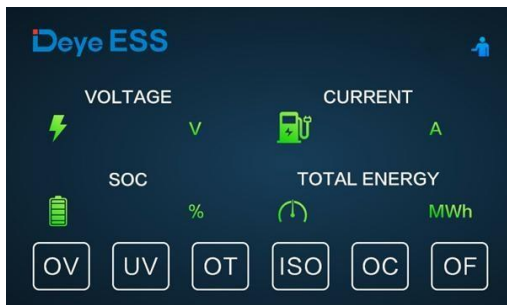 Deye ESS
VOLTAGE CURRENT
V A
SOC TOTAL ENERGY
% MWh
OV UV OT ISO OC OF